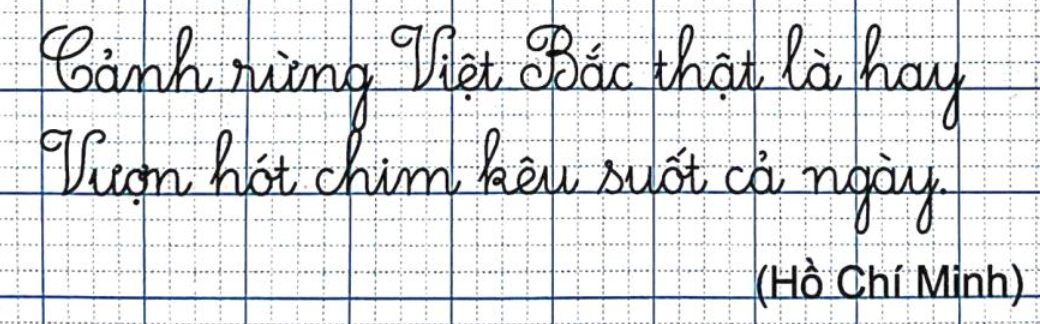 Cảnh rừng Việt Bắc thật là hay
Vượn hót chim kêu suốt cả ngày.
(Hồ Chí Minh)